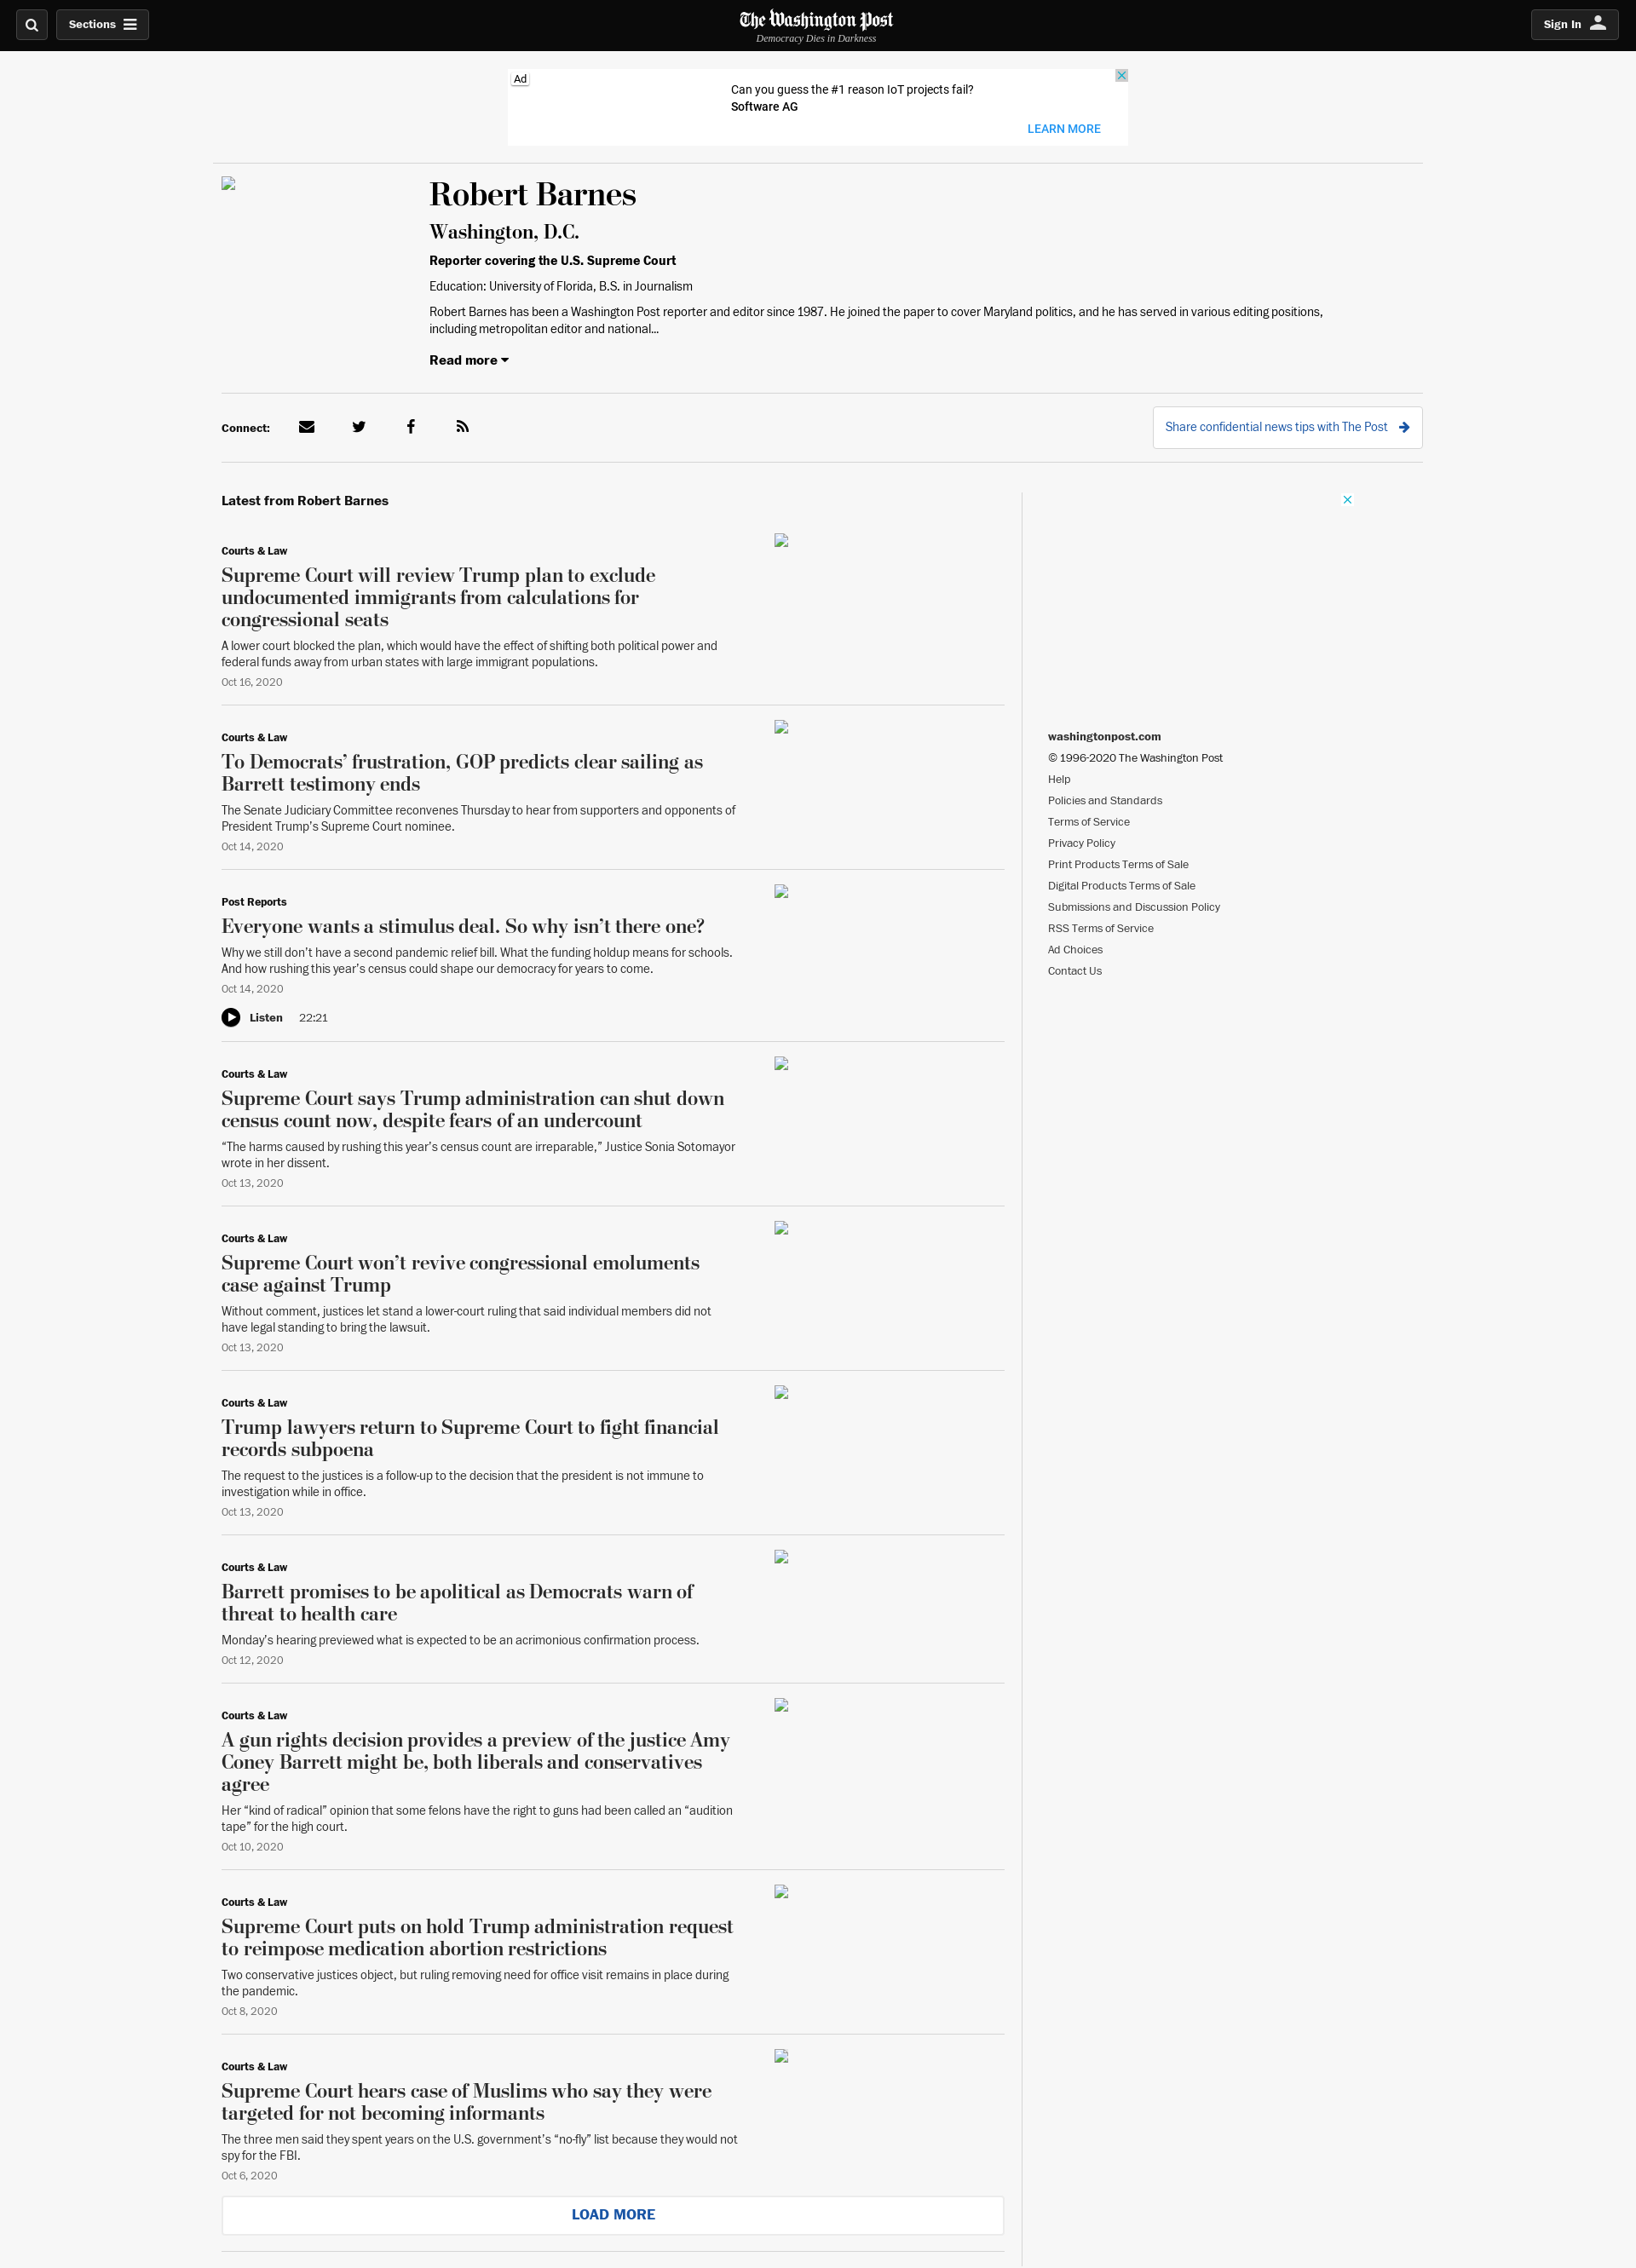 Sections
The Washington Post
Democracy Dies in Darkness
Sign In
Ad
Can you guess the #1 reason IoT projects fail?
Software AG
LEARN MORE
Robert Barnes
Washington, D.C.
Reporter covering the U.S. Supreme Court
Education: University of Florida, B.S. in Journalism
Robert Barnes has been a Washington Post reporter and editor since 1987. He joined the paper to cover Maryland politics, and he has served in various editing positions,
including metropolitan editor and national...
Read more
Connect:
Share confidential news tips with The Post
Latest from Robert Barnes
Courts & Law
Supreme Court will review Trump plan to exclude
undocumented immigrants from calculations for
congressional seats
A lower court blocked the plan, which would have the effect of shifting both political power and
federal funds away from urban states with large immigrant populations.
Oct 16, 2020
Courts & Law
To Democrats’ frustration, GOP predicts clear sailing as
Barrett testimony ends
The Senate Judiciary Committee reconvenes Thursday to hear from supporters and opponents of
President Trump’s Supreme Court nominee.
Oct 14, 2020
Post Reports
Everyone wants a stimulus deal. So why isn’t there one?
Why we still don’t have a second pandemic relief bill. What the funding holdup means for schools.
And how rushing this year’s census could shape our democracy for years to come.
Oct 14, 2020
Listen 22:21
Courts & Law
Supreme Court says Trump administration can shut down
census count now, despite fears of an undercount
“The harms caused by rushing this year’s census count are irreparable,” Justice Sonia Sotomayor
wrote in her dissent.
Oct 13, 2020
Courts & Law
Supreme Court won’t revive congressional emoluments
case against Trump
Without comment, justices let stand a lower-court ruling that said individual members did not
have legal standing to bring the lawsuit.
Oct 13, 2020
Courts & Law
Trump lawyers return to Supreme Court to fight financial
records subpoena
The request to the justices is a follow-up to the decision that the president is not immune to
investigation while in office.
Oct 13, 2020
Courts & Law
Barrett promises to be apolitical as Democrats warn of
threat to health care
Monday’s hearing previewed what is expected to be an acrimonious confirmation process.
Oct 12, 2020
Courts & Law
A gun rights decision provides a preview of the justice Amy
Coney Barrett might be, both liberals and conservatives
agree
Her “kind of radical” opinion that some felons have the right to guns had been called an “audition
tape” for the high court.
Oct 10, 2020
Courts & Law
Supreme Court puts on hold Trump administration request
to reimpose medication abortion restrictions
Two conservative justices object, but ruling removing need for office visit remains in place during
the pandemic.
Oct 8, 2020
Courts & Law
Supreme Court hears case of Muslims who say they were
targeted for not becoming informants
The three men said they spent years on the U.S. government’s “no-fly” list because they would not
spy for the FBI.
Oct 6, 2020
LOAD MORE
washingtonpost.com
© 1996-2020 The Washington Post
Help
Policies and Standards
Terms of Service
Privacy Policy
Print Products Terms of Sale
Digital Products Terms of Sale
Submissions and Discussion Policy
RSS Terms of Service
Ad Choices
Contact Us